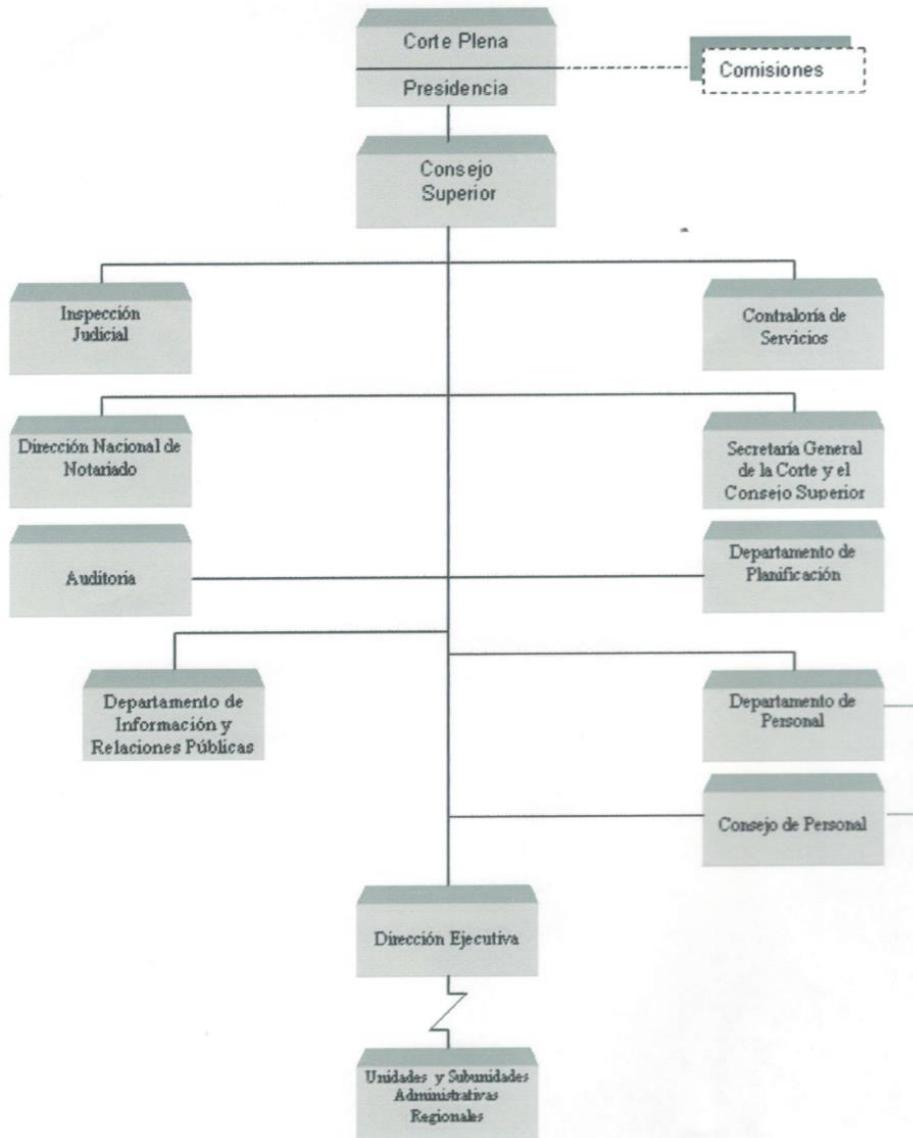 Corte Plena
Presidencia
Comisiones
Consejo
Superior
Inspección
Judicial
Contraloría de
Servicios
Dirección Nacional de
Notariado
Secretaría General
de la Corte y el
Consejo Superior
Auditoria
Departamento de
Planificación
Departamento de
Información y
Relaciones Públicas
Departamento de
Personal
Consejo de Personal
Dirección Ejecutiva
Unidades y Subunidades
Administrativas
Regionales